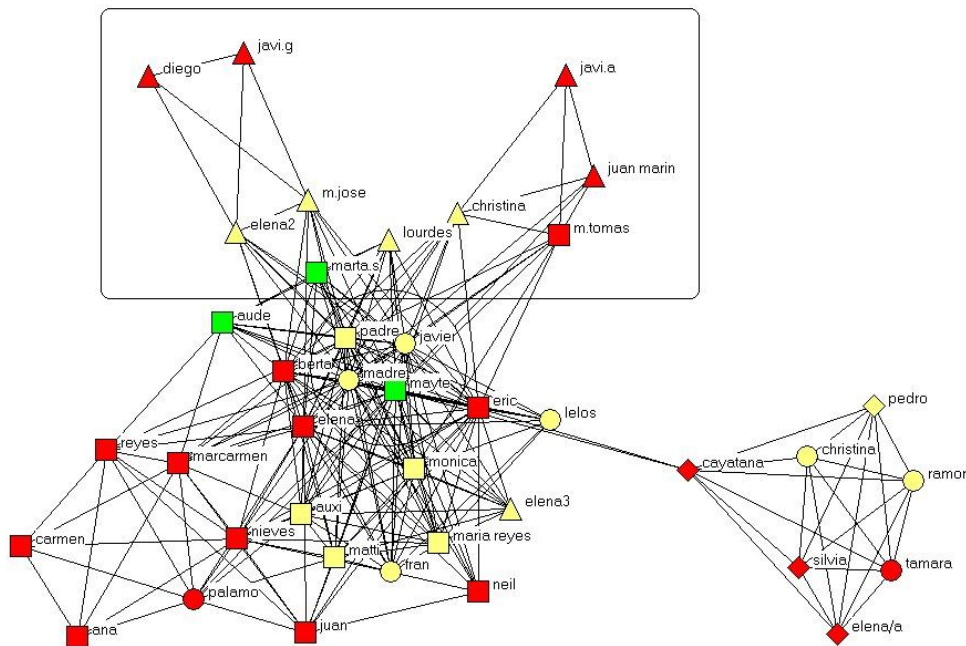 javi.g
diego
javi.a
juan marin
m.jose
christina
elena2
lourdes
m.tomas
marta.s
aude
padre
javier
berta
madre
mayte
eric
lelos
pedro
elena
reyes
marcarmen
monica
cayatana
christina
ramon
elena3
auxi
nieves
carmen
matti
maria reyes
fran
silvia
tamara
palamo
neil
ana
juan
elena/a